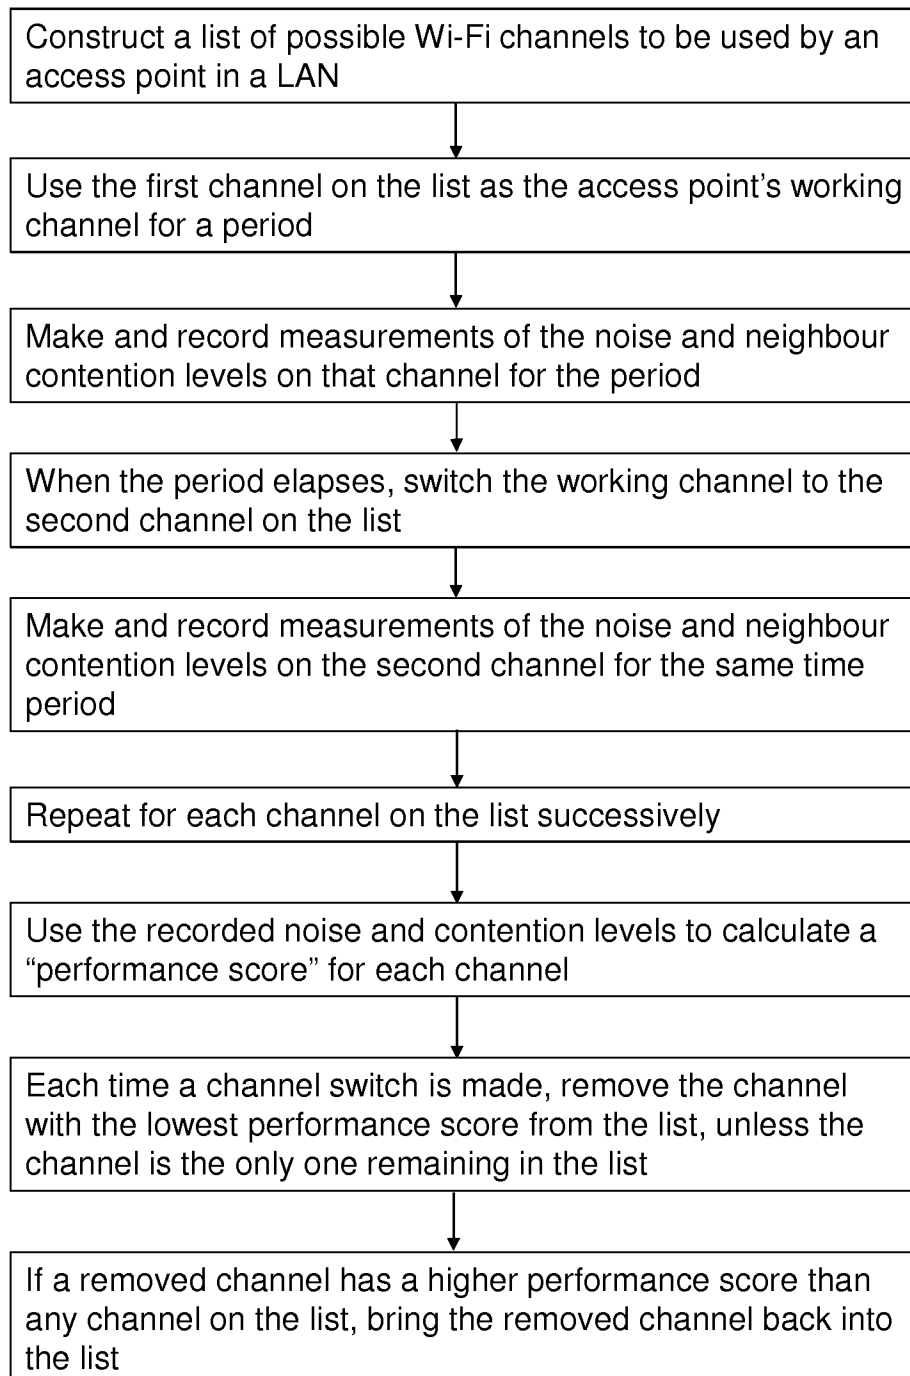 Construct a list of possible Wi-Fi channels to be used by an
access point in a LAN
Use the first channel on the list as the access point's working
channel for a period
Make and record measurements of the noise and neighbour
contention levels on that channel for the period
When the period elapses, switch the working channel to the
second channel on the list
Make and record measurements of the noise and neighbour
contention levels on the second channel for the same time
period
Repeat for each channel on the list successively
Use the recorded noise and contention levels to calculate a
“performance score” for each channel
Each time a channel switch is made, remove the channel
with the lowest performance score from the list, unless the
channel is the only one remaining in the list
If a removed channel has a higher performance score than
any channel on the list, bring the removed channel back into
the list